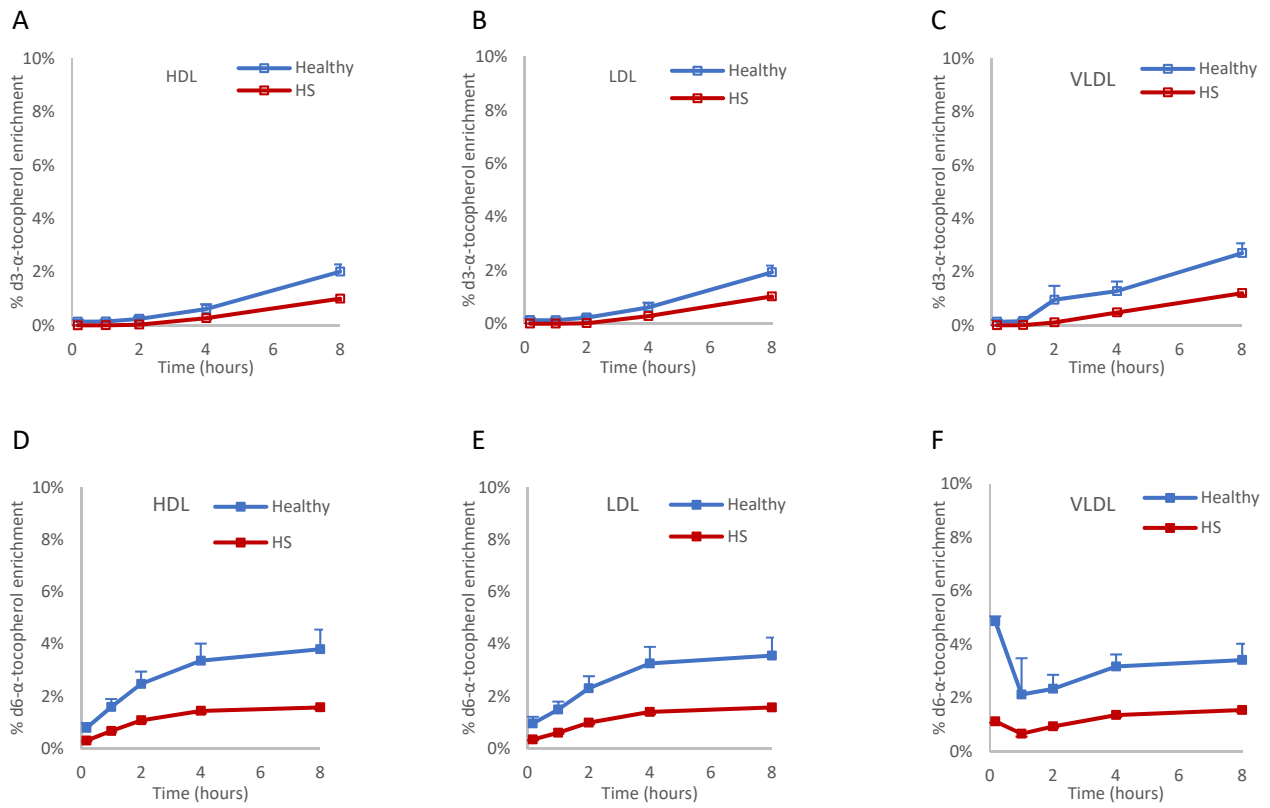 A
% d3-α-tocopherol enrichment
10%
8%
6%
4%
2%
0%
HDL
Healthy
HS
0 2 4 6 8
Time (hours)
B
% d3-α-tocopherol enrichment
10%
8%
6%
4%
2%
0%
LDL
Healthy
HS
0 2 4 6 8
Time (hours)
C
% d3-α-tocopherol enrichment
10%
8%
6%
4%
2%
0%
VLDL
Healthy
HS
0 2 4 6 8
Time (hours)
D
% d6-α-tocopherol enrichment
10%
8%
6%
4%
2%
0%
HDL
Healthy
HS
0 2 4 6 8
Time (hours)
E
% d6-α-tocopherol enrichment
10%
8%
6%
4%
2%
0%
LDL
Healthy
HS
0 2 4 6 8
Time (hours)
F
% d6-α-tocopherol enrichment
10%
8%
6%
4%
2%
0%
VLDL
Healthy
HS
0 2 4 6 8
Time (hours)